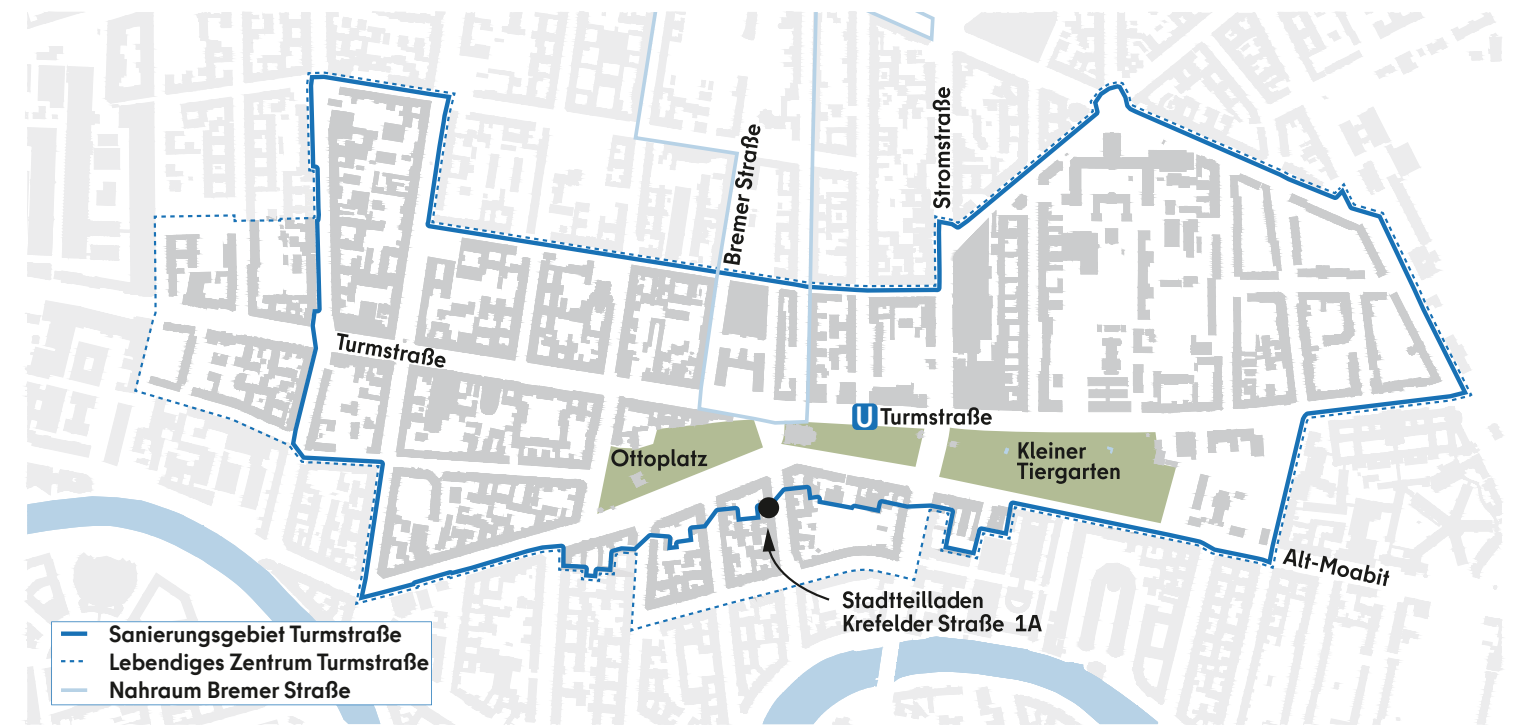 Stromstraße
Bremer Straße
Turmstraße
U Turmstraße
Ottoplatz
Kleiner
Tiergarten
Alt-Moabit
Stadtteilladen
Krefelder Straße 1A
Sanierungsgebiet Turmstraße
Lebendiges Zentrum Turmstraße
Nahraum Bremer Straße